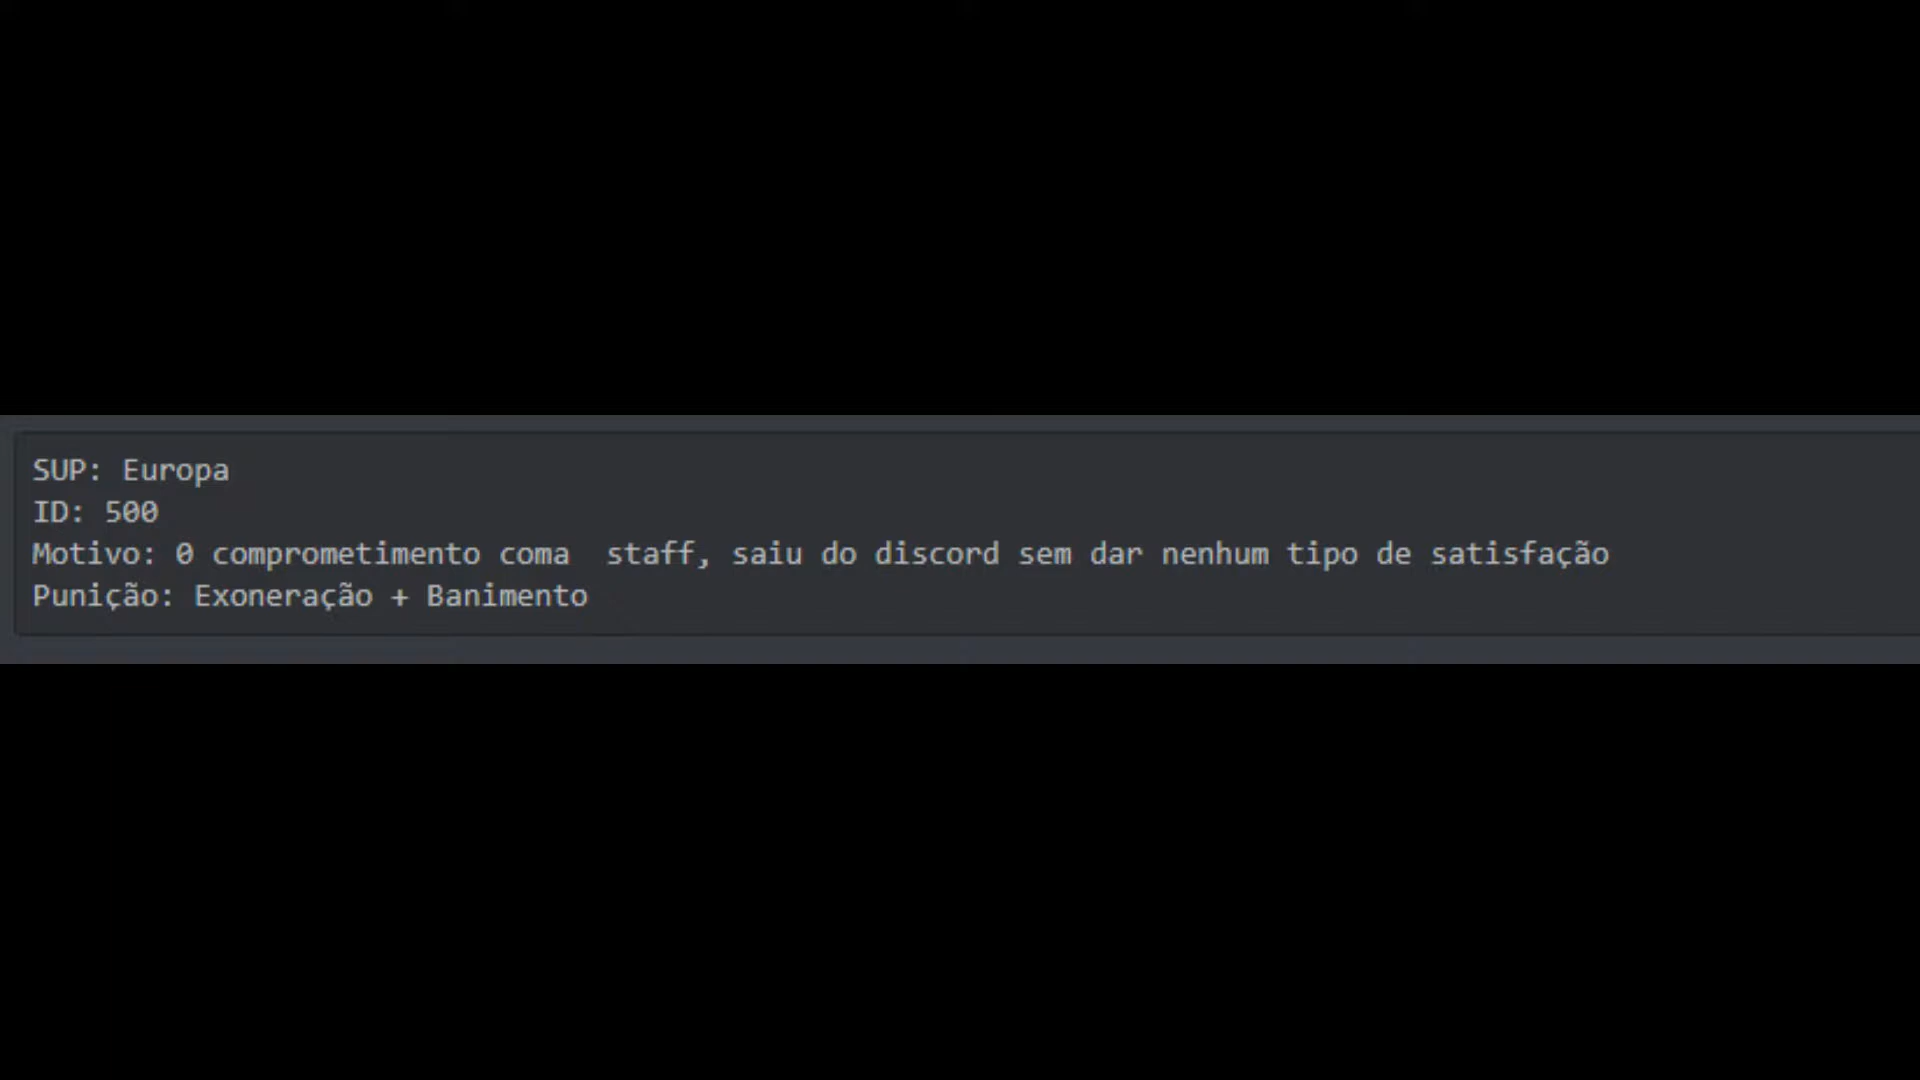 SUP: Europa
ID: 500
Motivo: 0 comprometimento coma  staff, saiu do discord sem dar nenhum tipo de satisfação
Punição: Exoneração + Banimento